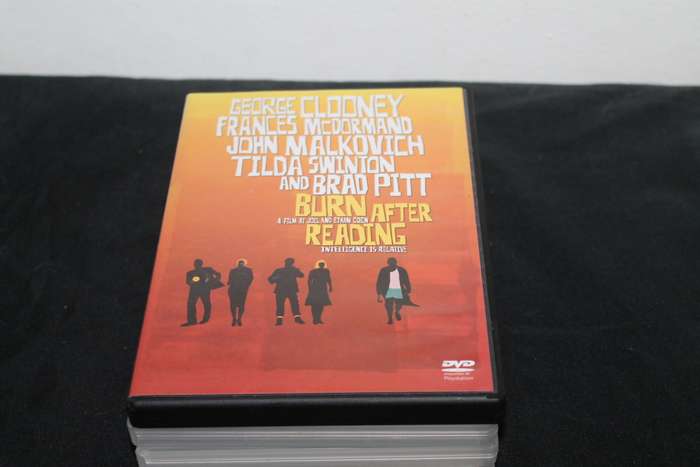 GEORGE CLOONEY
FRANCES McDORMAND
JOHN MALKOVICH
TILDA SWINTON
AND BRAD PITT
BURN AFTER
A FILM BY JOEL AND ETHAN COEN
READING
INTELLIGENCE IS RELATIVE
DVD
PlayStation